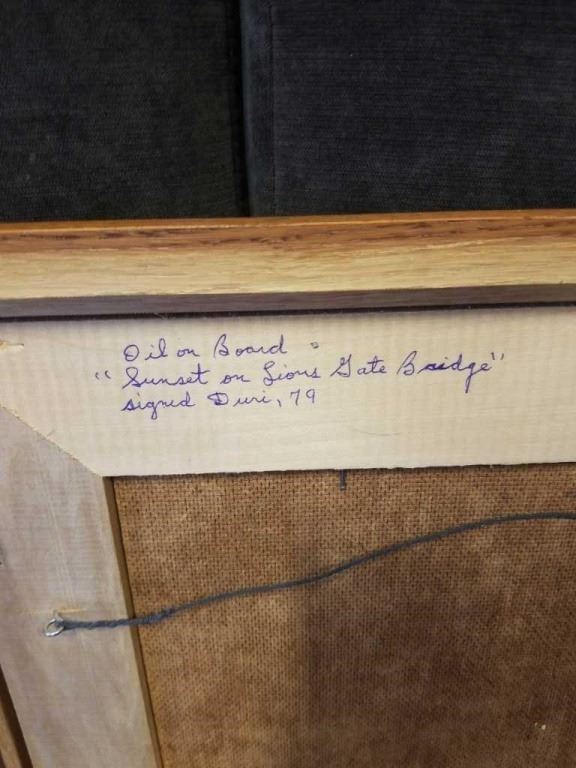 Oil on Board :
"Sunset on Lions Gate Bridge"
signed Duri, 79